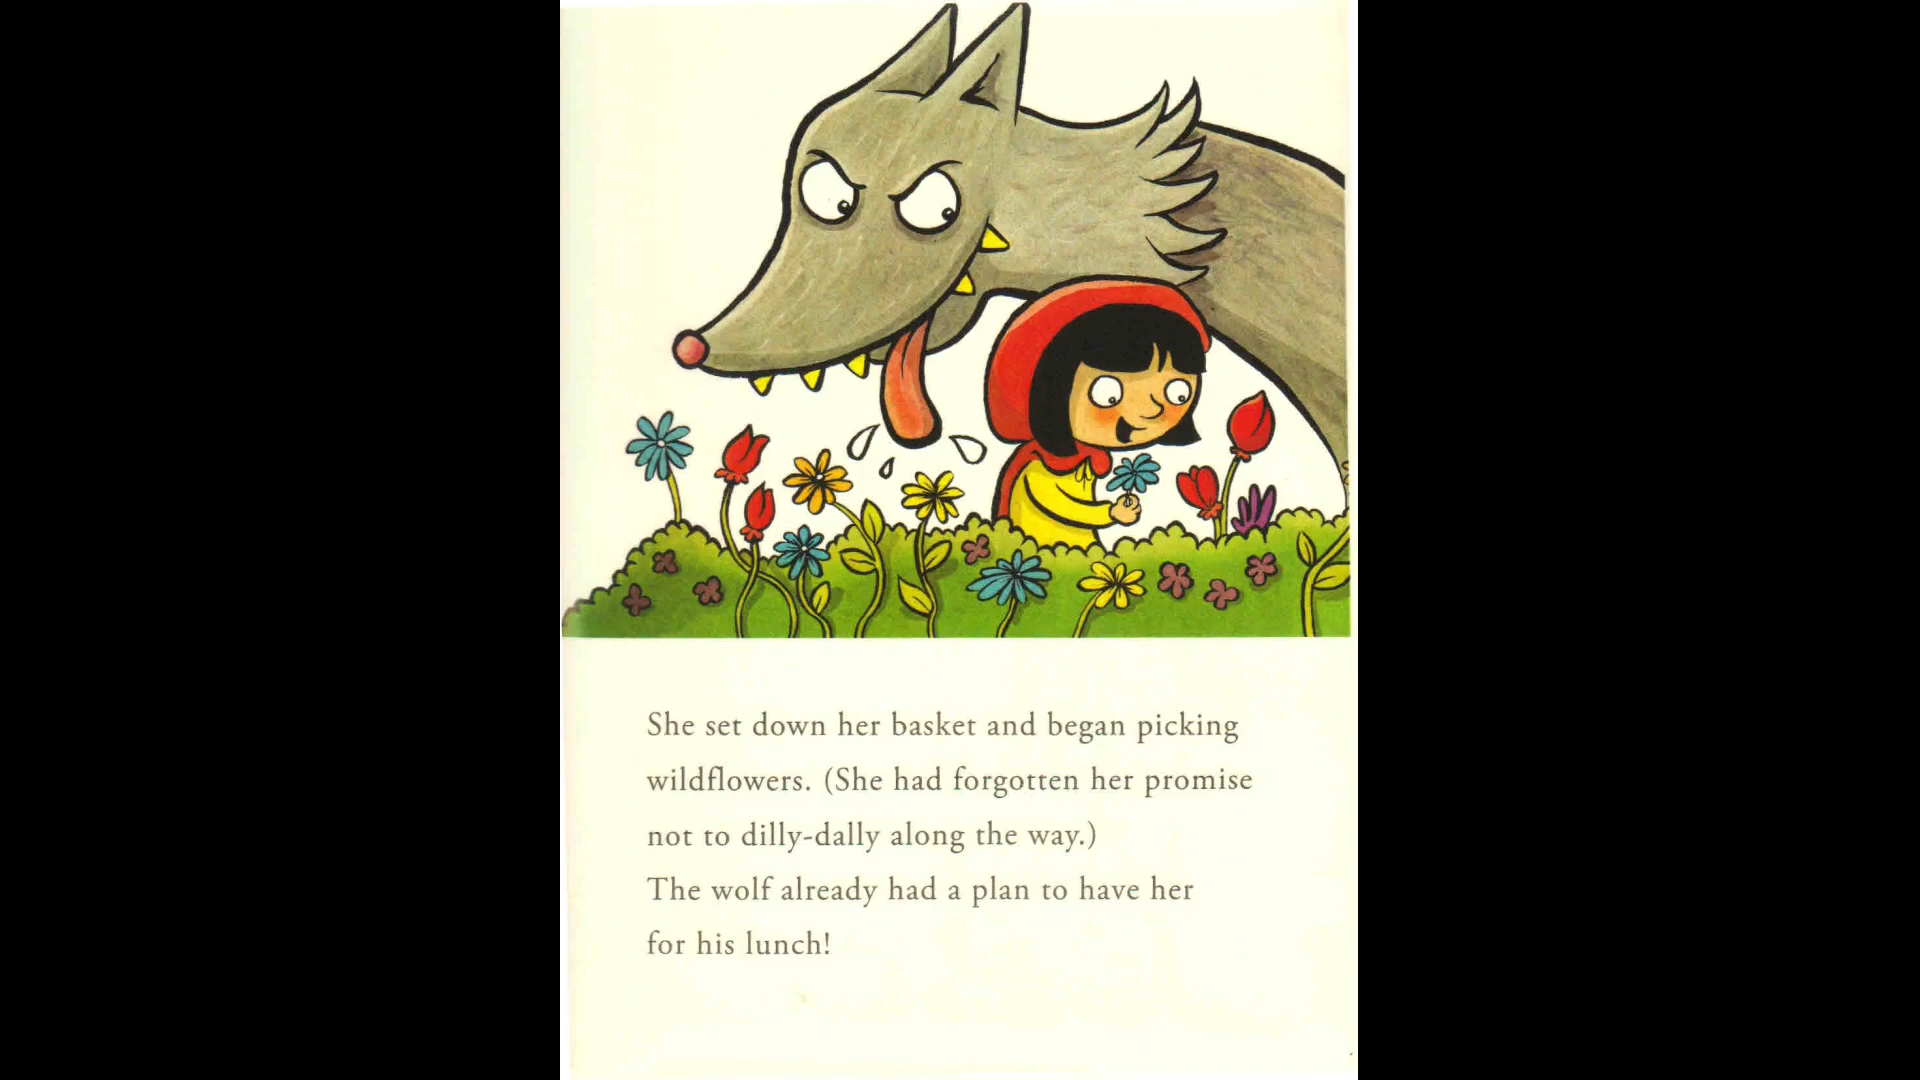 She set down her basket and began picking
wildflowers. (She had forgotten her promise
not to dilly-dally along the way.)
The wolf already had a plan to have her
for his lunch!